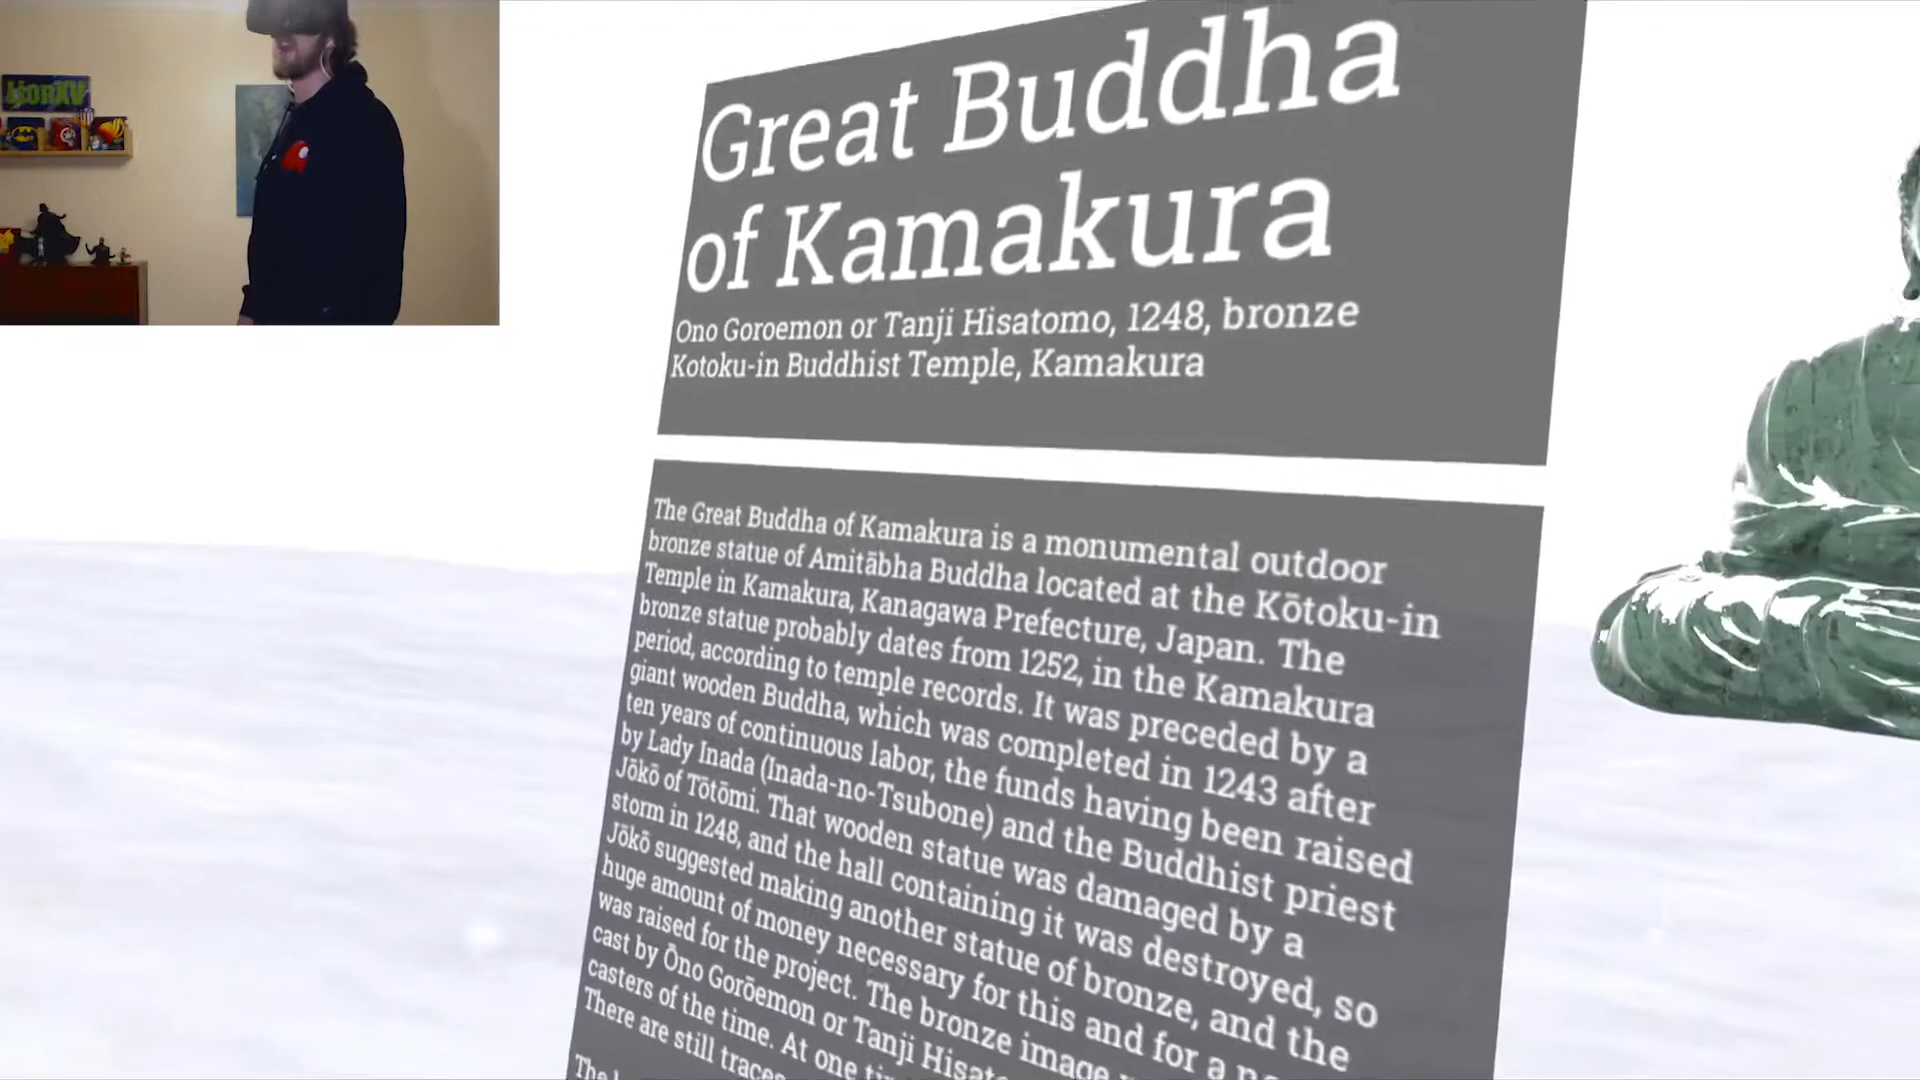 LionXV
Great Buddha
of Kamakura
Ono Goroemon or Tanji Hisatomo, 1248, bronze
Kotoku-in Buddhist Temple, Kamakura
The Great Buddha of Kamakura is a monumental outdoor
bronze statue of Amitābha Buddha located at the Kōtoku-in
Temple in Kamakura, Kanagawa Prefecture, Japan. The
bronze statue probably dates from 1252, in the Kamakura
period, according to temple records. It was preceded by a
giant wooden Buddha, which was completed in 1243 after
ten years of continuous labor, the funds having been raised
by Lady Inada (Inada-no-Tsubone) and the Buddhist priest
Jōkō of Tōtōmi. That wooden statue was damaged by a
storm in 1248, and the hall containing it was destroyed, so
Jōkō suggested making another statue of bronze, and the
huge amount of money necessary for this and for a
was raised for the project. The bronze image
cast by Ōno Gorōemon or Tanji
casters of the time. At one
There are still traces
The